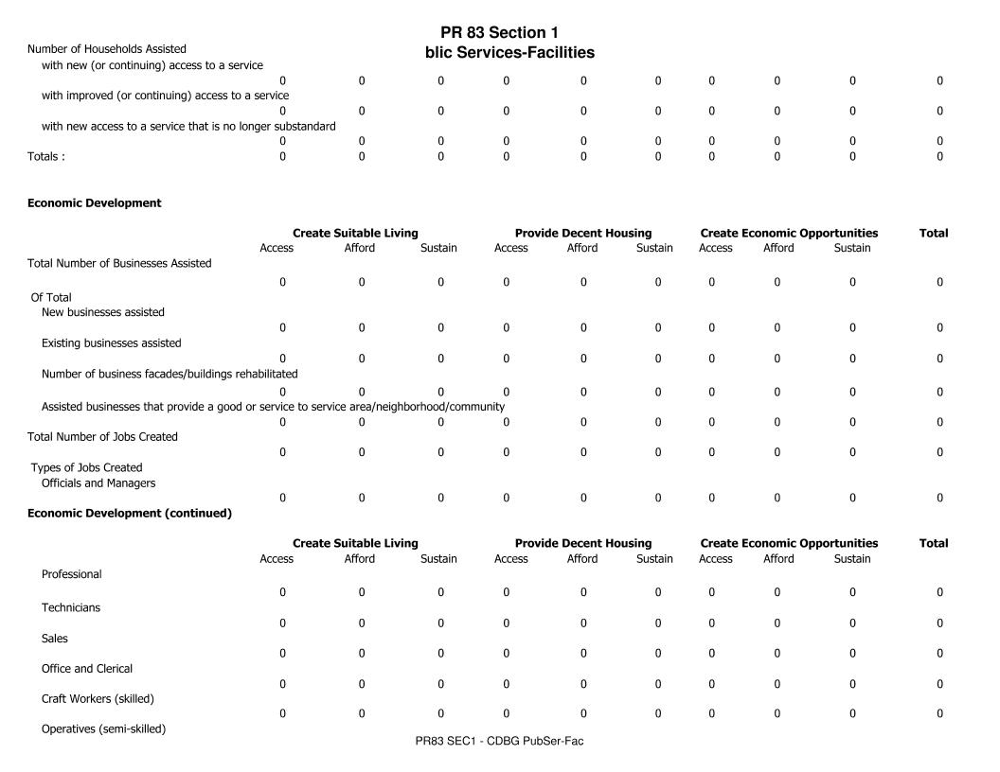 PR 83 Section 1
blic Services-Facilities
Number of Households Assisted
with new (or continuing) access to a service
0 0 0 0 0 0 0 0 0 0
with improved (or continuing) access to a service
0 0 0 0 0 0 0 0 0 0
with new access to a service that is no longer substandard
0 0 0 0 0 0 0 0 0 0
Totals : 0 0 0 0 0 0 0 0 0 0
Economic Development
Create Suitable Living Provide Decent Housing Create Economic Opportunities Total
Access Afford Sustain Access Afford Sustain Access Afford Sustain
Total Number of Businesses Assisted
0 0 0 0 0 0 0 0 0 0
Of Total
New businesses assisted
0 0 0 0 0 0 0 0 0 0
Existing businesses assisted
0 0 0 0 0 0 0 0 0 0
Number of business facades/buildings rehabilitated
0 0 0 0 0 0 0 0 0 0
Assisted businesses that provide a good or service to service area/neighborhood/community
0 0 0 0 0 0 0 0 0 0
Total Number of Jobs Created
0 0 0 0 0 0 0 0 0 0
Types of Jobs Created
Officials and Managers
0 0 0 0 0 0 0 0 0 0
Economic Development (continued)
Create Suitable Living Provide Decent Housing Create Economic Opportunities Total
Access Afford Sustain Access Afford Sustain Access Afford Sustain
Professional
0 0 0 0 0 0 0 0 0 0
Technicians
0 0 0 0 0 0 0 0 0 0
Sales
0 0 0 0 0 0 0 0 0 0
Office and Clerical
0 0 0 0 0 0 0 0 0 0
Craft Workers (skilled)
0 0 0 0 0 0 0 0 0 0
Operatives (semi-skilled)
PR83 SEC1 - CDBG PubSer-Fac